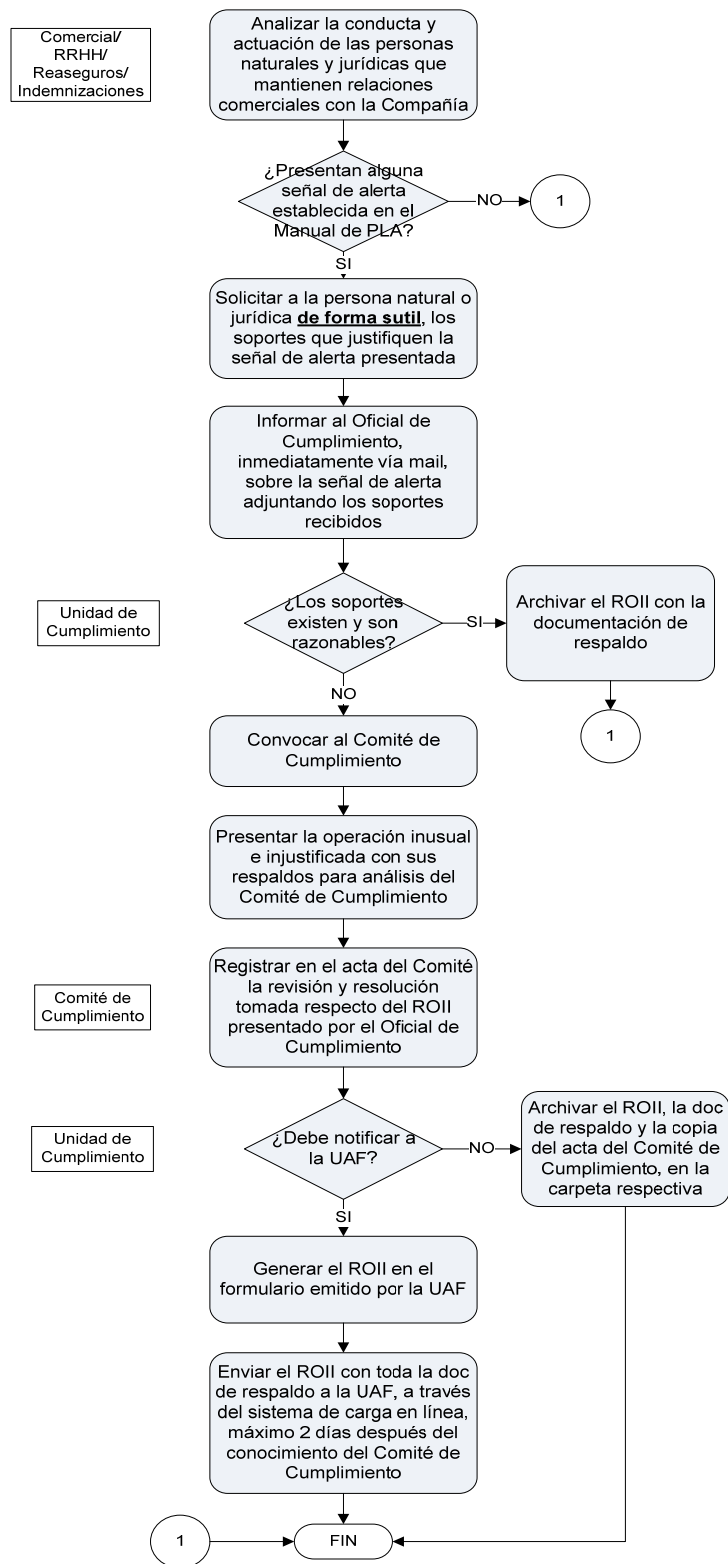 Comercial/
RRHH/
Reaseguros/
Indemnizaciones
Analizar la conducta y
actuación de las personas
naturales y jurídicas que
mantienen relaciones
comerciales con la Compañía
¿Presentan alguna
señal de alerta
establecida en el
Manual de PLA?
NO
1
SI
Solicitar a la persona natural o
jurídica de forma sutil, los
soportes que justifiquen la
señal de alerta presentada
Informar al Oficial de
Cumplimiento,
inmediatamente vía mail,
sobre la señal de alerta
adjuntando los soportes
recibidos
Unidad de
Cumplimiento
¿Los soportes
existen y son
razonables?
SI
Archivar el ROII con la
documentación de
respaldo
1
NO
Convocar al Comité de
Cumplimiento
Presentar la operación inusual
e injustificada con sus
respaldos para análisis del
Comité de Cumplimiento
Comité de
Cumplimiento
Registrar en el acta del Comité
la revisión y resolución
tomada respecto del ROII
presentado por el Oficial de
Cumplimiento
Unidad de
Cumplimiento
¿Debe notificar a
la UAF?
NO
Archivar el ROII, la doc
de respaldo y la copia
del acta del Comité de
Cumplimiento, en la
carpeta respectiva
SI
Generar el ROII en el
formulario emitido por la UAF
Enviar el ROII con toda la doc
de respaldo a la UAF, a través
del sistema de carga en línea,
máximo 2 días después del
conocimiento del Comité de
Cumplimiento
1
FIN